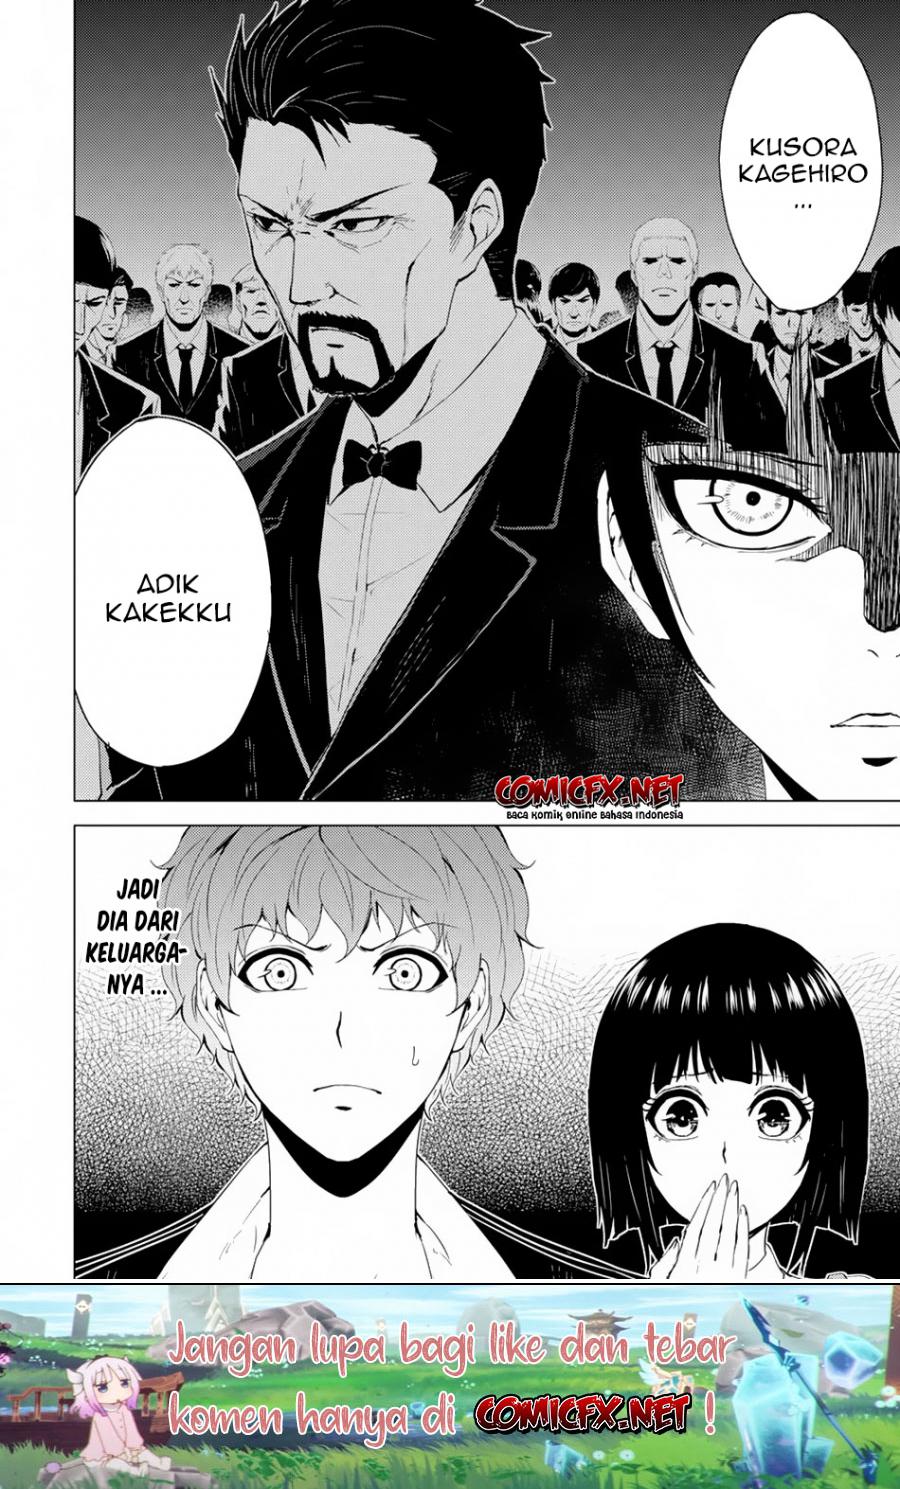 KUSORA
KAGEHIRO
...
ADIK
KAKEKKU
COMICFX.NET
Baca Komik Online Bahasa Indonesia
JADI
DIA DARI
KELUARGA-
NYA ...
Jangan lupa bagi like dan tebar
komen hanya di COMICFX.NET !